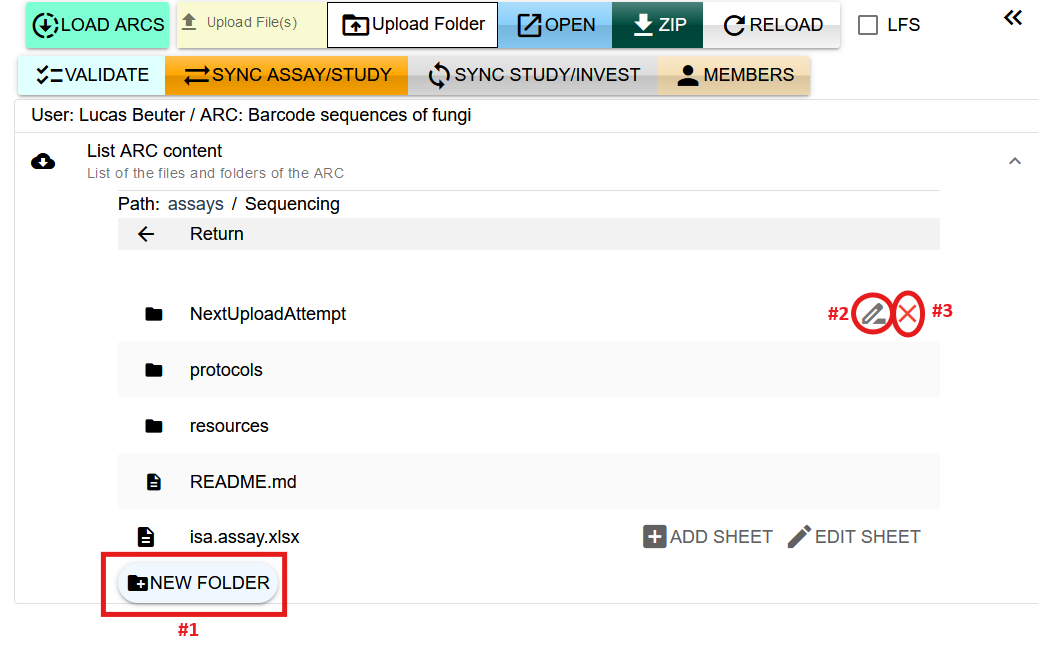 LOAD ARCS Upload File(s) Upload Folder OPEN ZIP RELOAD LFS
VALIDATE SYNC ASSAY/STUDY SYNC STUDY/INVEST MEMBERS
User: Lucas Beuter / ARC: Barcode sequences of fungi
List ARC content
List of the files and folders of the ARC
Path: assays / Sequencing
Return
NextUploadAttempt #2 #3
protocols
resources
README.md
isa.assay.xlsx ADD SHEET EDIT SHEET
NEW FOLDER
#1